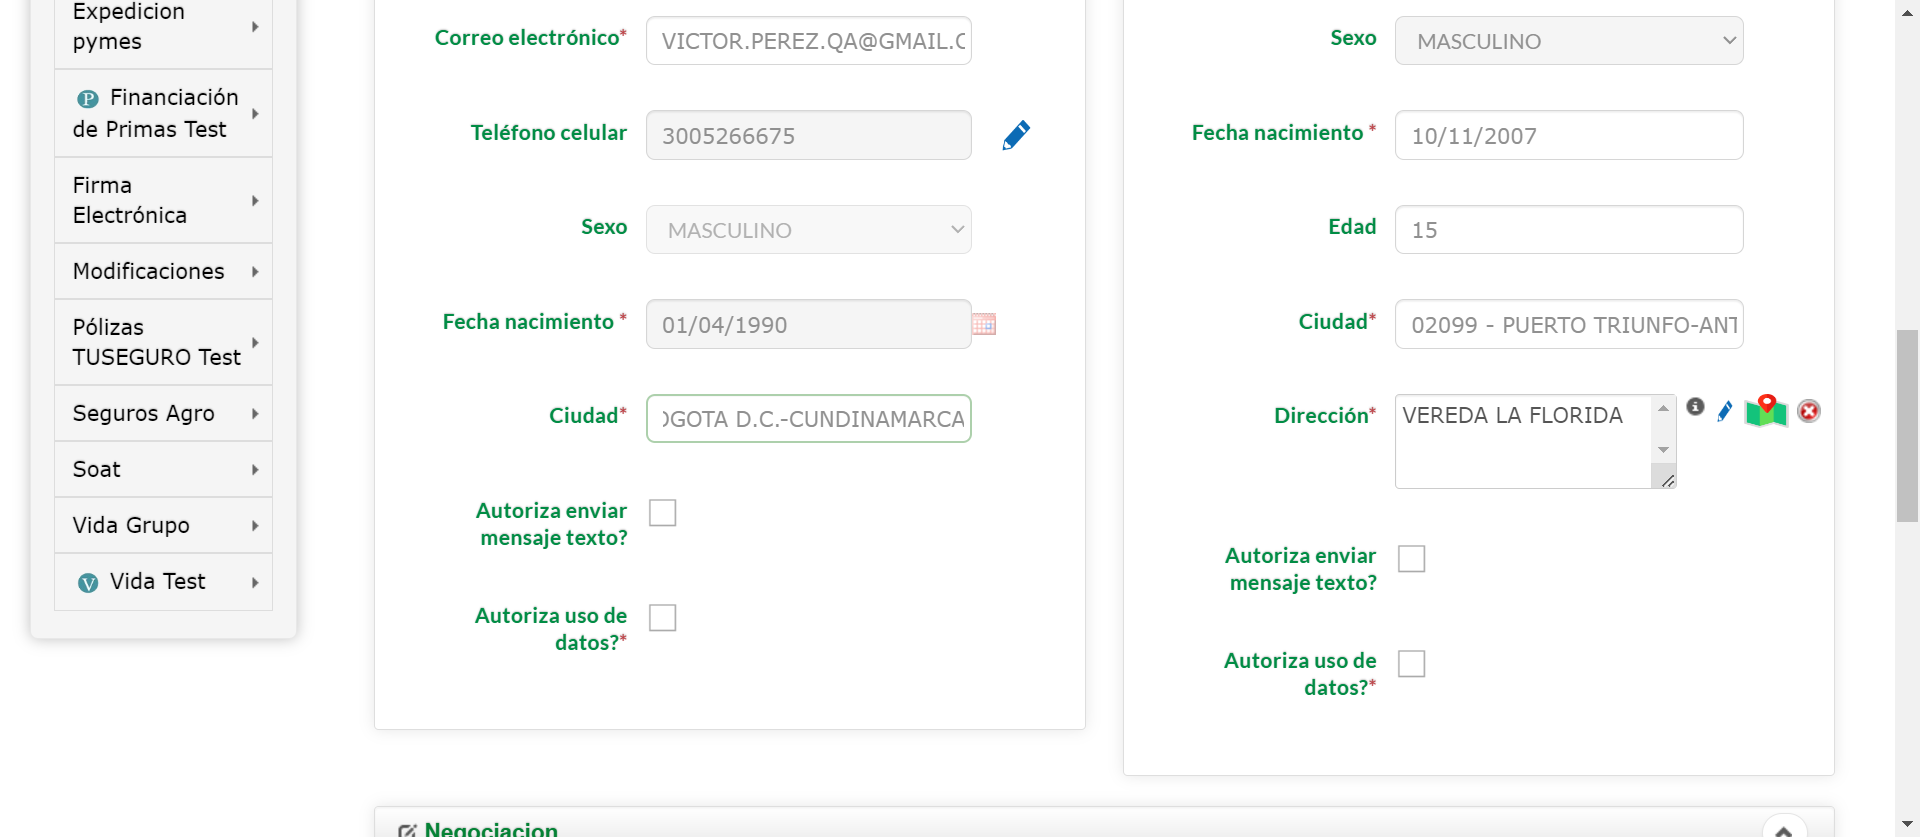 Expedicion
pymes
P Financiación
de Primas Test
Firma
Electrónica
Modificaciones
Pólizas
TUSEGURO Test
Seguros Agro
Soat
Vida Grupo
V Vida Test
Correo electrónico* VICTOR.PEREZ.QA@GMAIL.C
Teléfono celular 3005266675
Sexo MASCULINO
Fecha nacimiento * 01/04/1990
Ciudad* OGOTA D.C.-CUNDINAMARCA
Autoriza enviar
mensaje texto?
Autoriza uso de
datos?*
Sexo MASCULINO
Fecha nacimiento * 10/11/2007
Edad 15
Ciudad* 02099 - PUERTO TRIUNFO-ANT
Dirección* VEREDA LA FLORIDA
Autoriza enviar
mensaje texto?
Autoriza uso de
datos?*
Negociacion